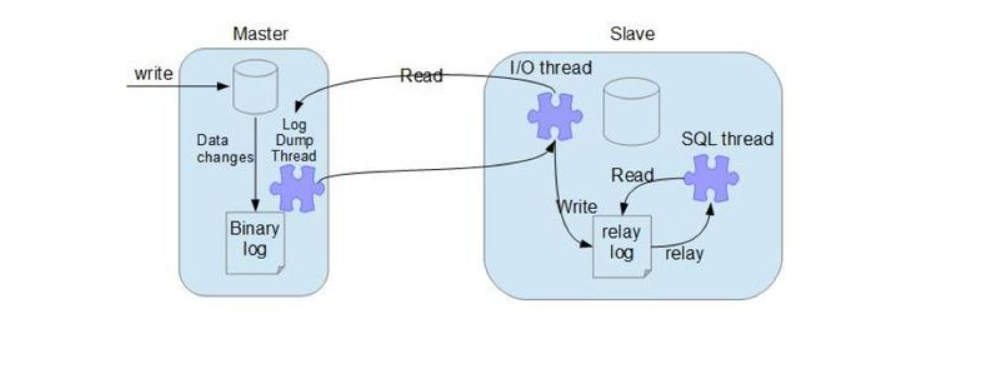 Master
Slave
write
Read
I/O thread
Data
changes
Log
Dump
Thread
SQL thread
Read
Write
Binary
log
relay
log
relay